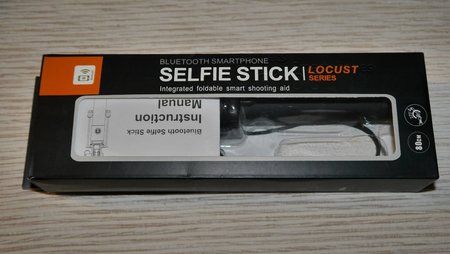 BLUETOOTH SMARTPHONE
SELFIE STICK
LOCUST
SERIES
Integrated foldable smart shooting aid
Bluetooth Selfie Stick
Instruction
Manual
80CM